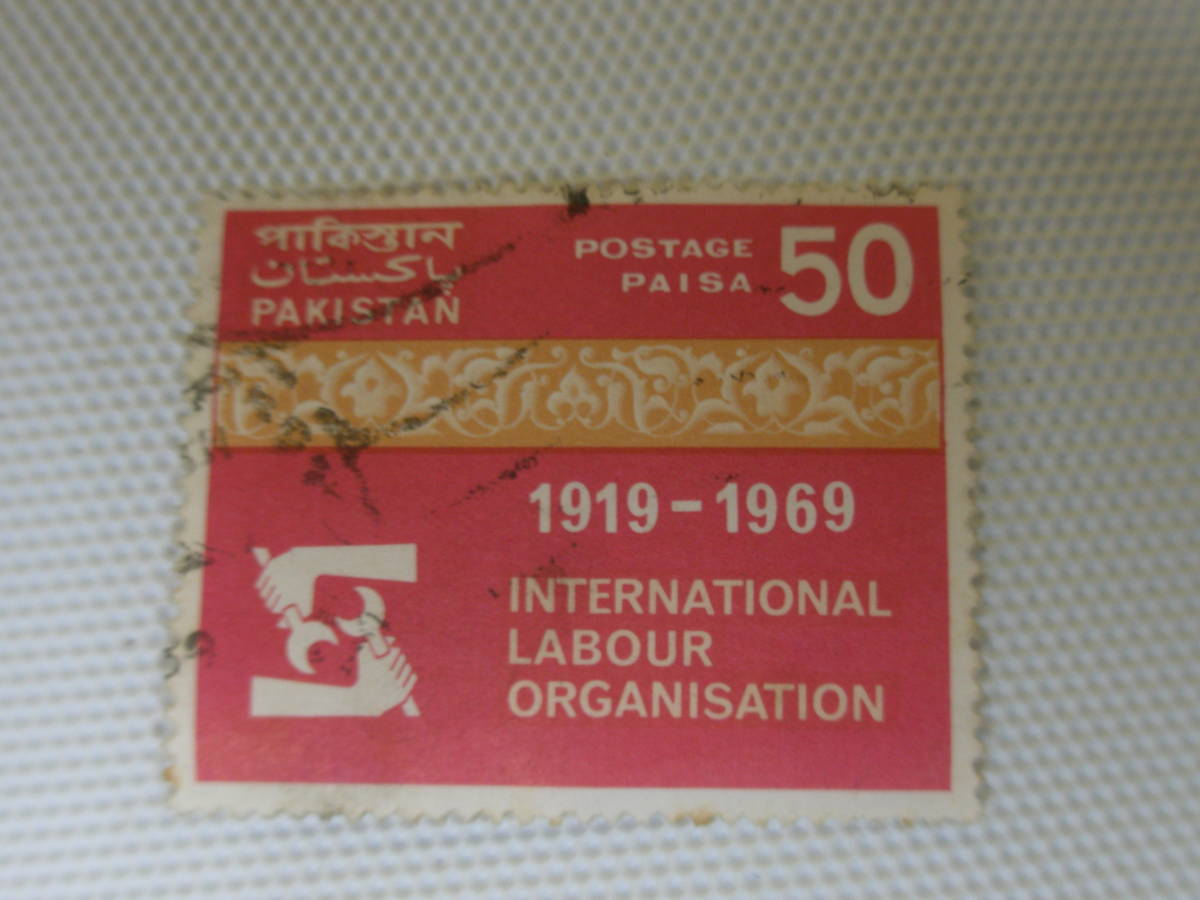 পাকিস্তান
پاکستان
PAKISTAN
POSTAGE
PAISA 50
1919-1969
INTERNATIONAL
LABOUR
ORGANISATION